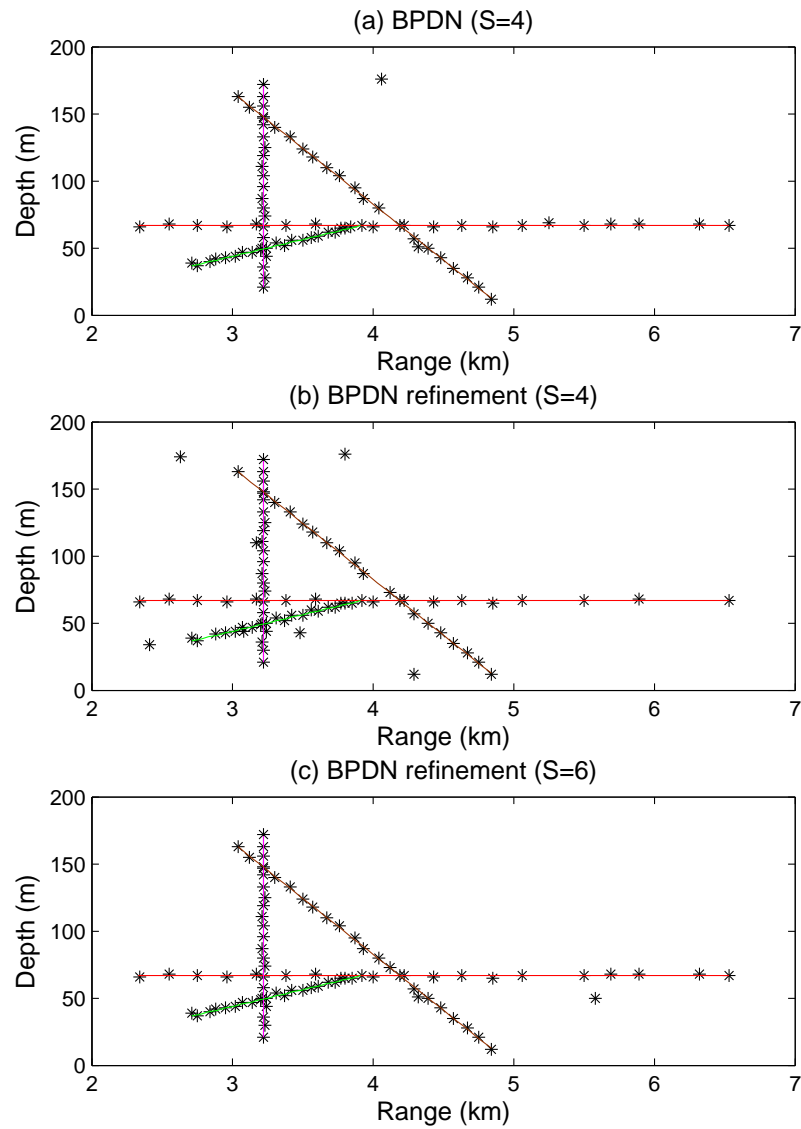 (a) BPDN (S=4)
200
150
100
50
0
Depth (m)
2 3 4 5 6 7
Range (km)
(b) BPDN refinement (S=4)
200
150
100
50
0
Depth (m)
2 3 4 5 6 7
Range (km)
(c) BPDN refinement (S=6)
200
150
100
50
0
Depth (m)
2 3 4 5 6 7
Range (km)